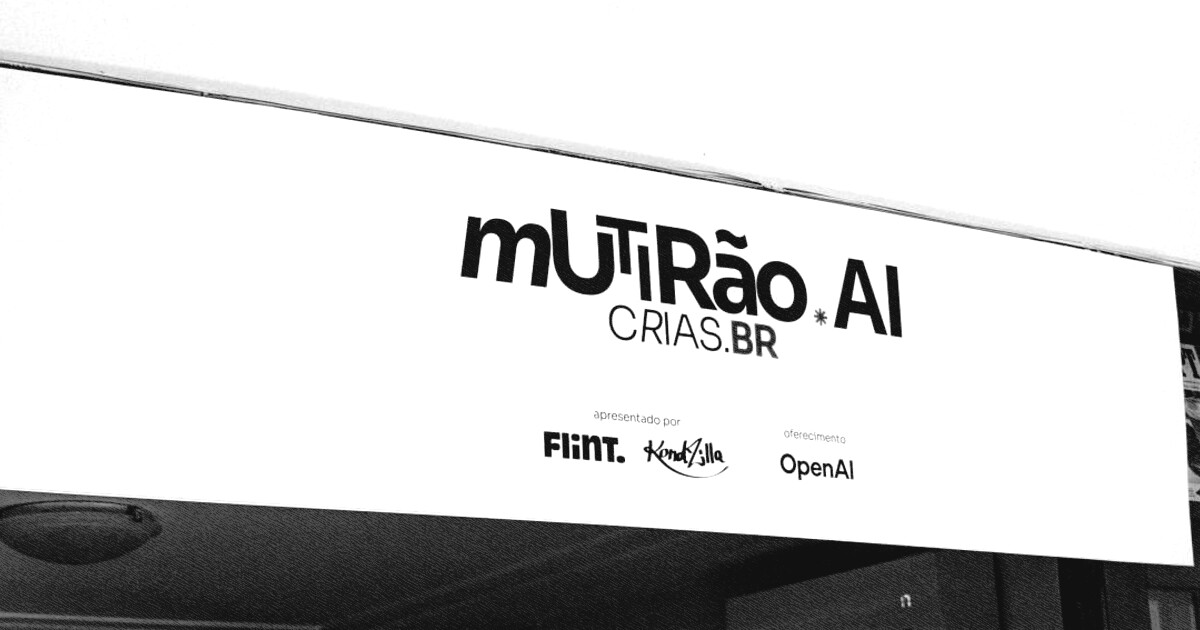 mUTIRão*AI
CRIAS.BR
apresentado por
oferecimento
FLiNT. KondZilla
OpenAI